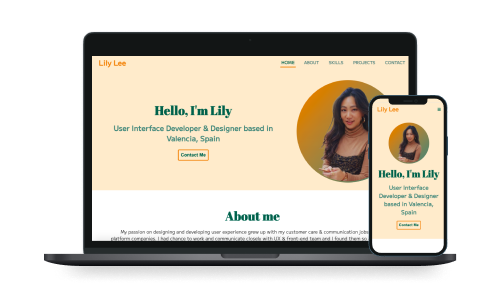 Lily Lee
HOME ABOUT SKILLS PROJECTS CONTACT
Hello, I'm Lily
User Interface Developer & Designer based in
Valencia, Spain
Contact Me
About me
My passion on designing and developing user experience grew up with my customer care & communication jobs
platform companies. I had chance to work and communicate closely with UX & front-end team and I found them so
Lily Lee
Hello, I'm Lily
User Interface
Developer & Designer
based in Valencia,
Spain
Contact Me